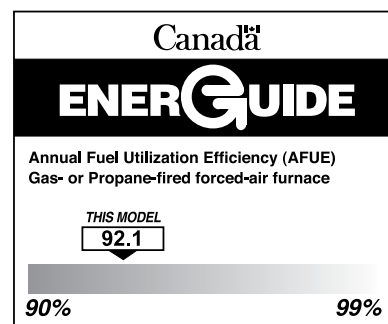 Canada
ENERGUIDE
Annual Fuel Utilization Efficiency (AFUE)
Gas- or Propane-fired forced-air furnace
THIS MODEL
92.1
90% 99%